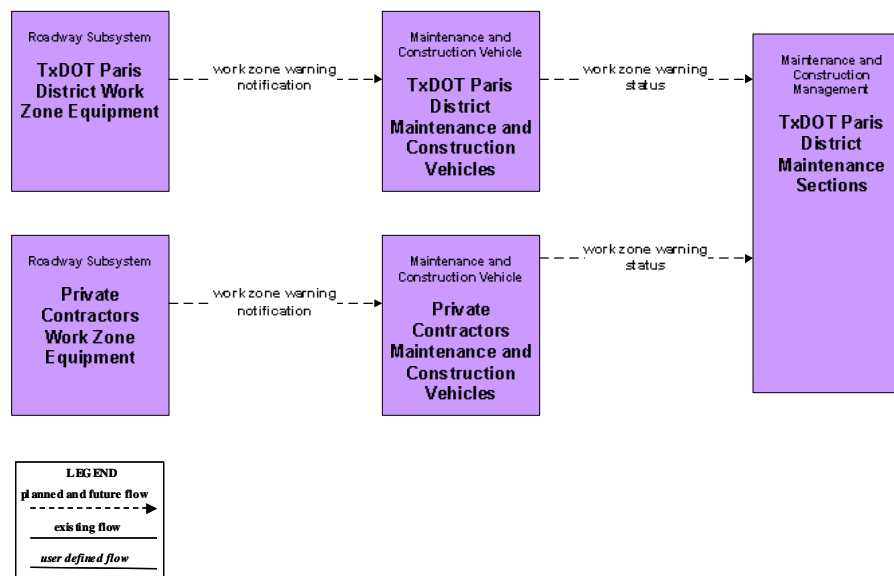 Roadway Subsystem
TxDOT Paris
District Work
Zone Equipment
work zone warning
notification
Maintenance and
Construction Vehicle
TxDOT Paris
District
Maintenance and
Construction
Vehicles
work zone warning
status
Maintenance and
Construction
Management
TxDOT Paris
District
Maintenance
Sections
Roadway Subsystem
Private
Contractors
Work Zone
Equipment
work zone warning
notification
Maintenance and
Construction Vehicle
Private
Contractors
Maintenance and
Construction
Vehicles
work zone warning
status
LEGEND
planned and future flow
existing flow
user defined flow